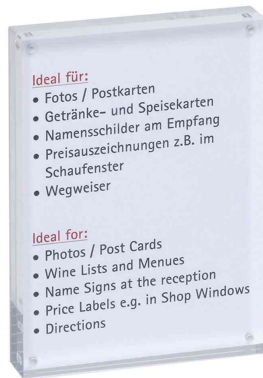 Ideal für:
• Fotos / Postkarten
• Getränke- und Speisekarten
• Namensschilder am Empfang
• Preisauszeichnungen z.B. im
Schaufenster
• Wegweiser
Ideal for:
• Photos / Post Cards
• Wine Lists and Menues
• Name Signs at the reception
• Price Labels e.g. in Shop Windows
• Directions